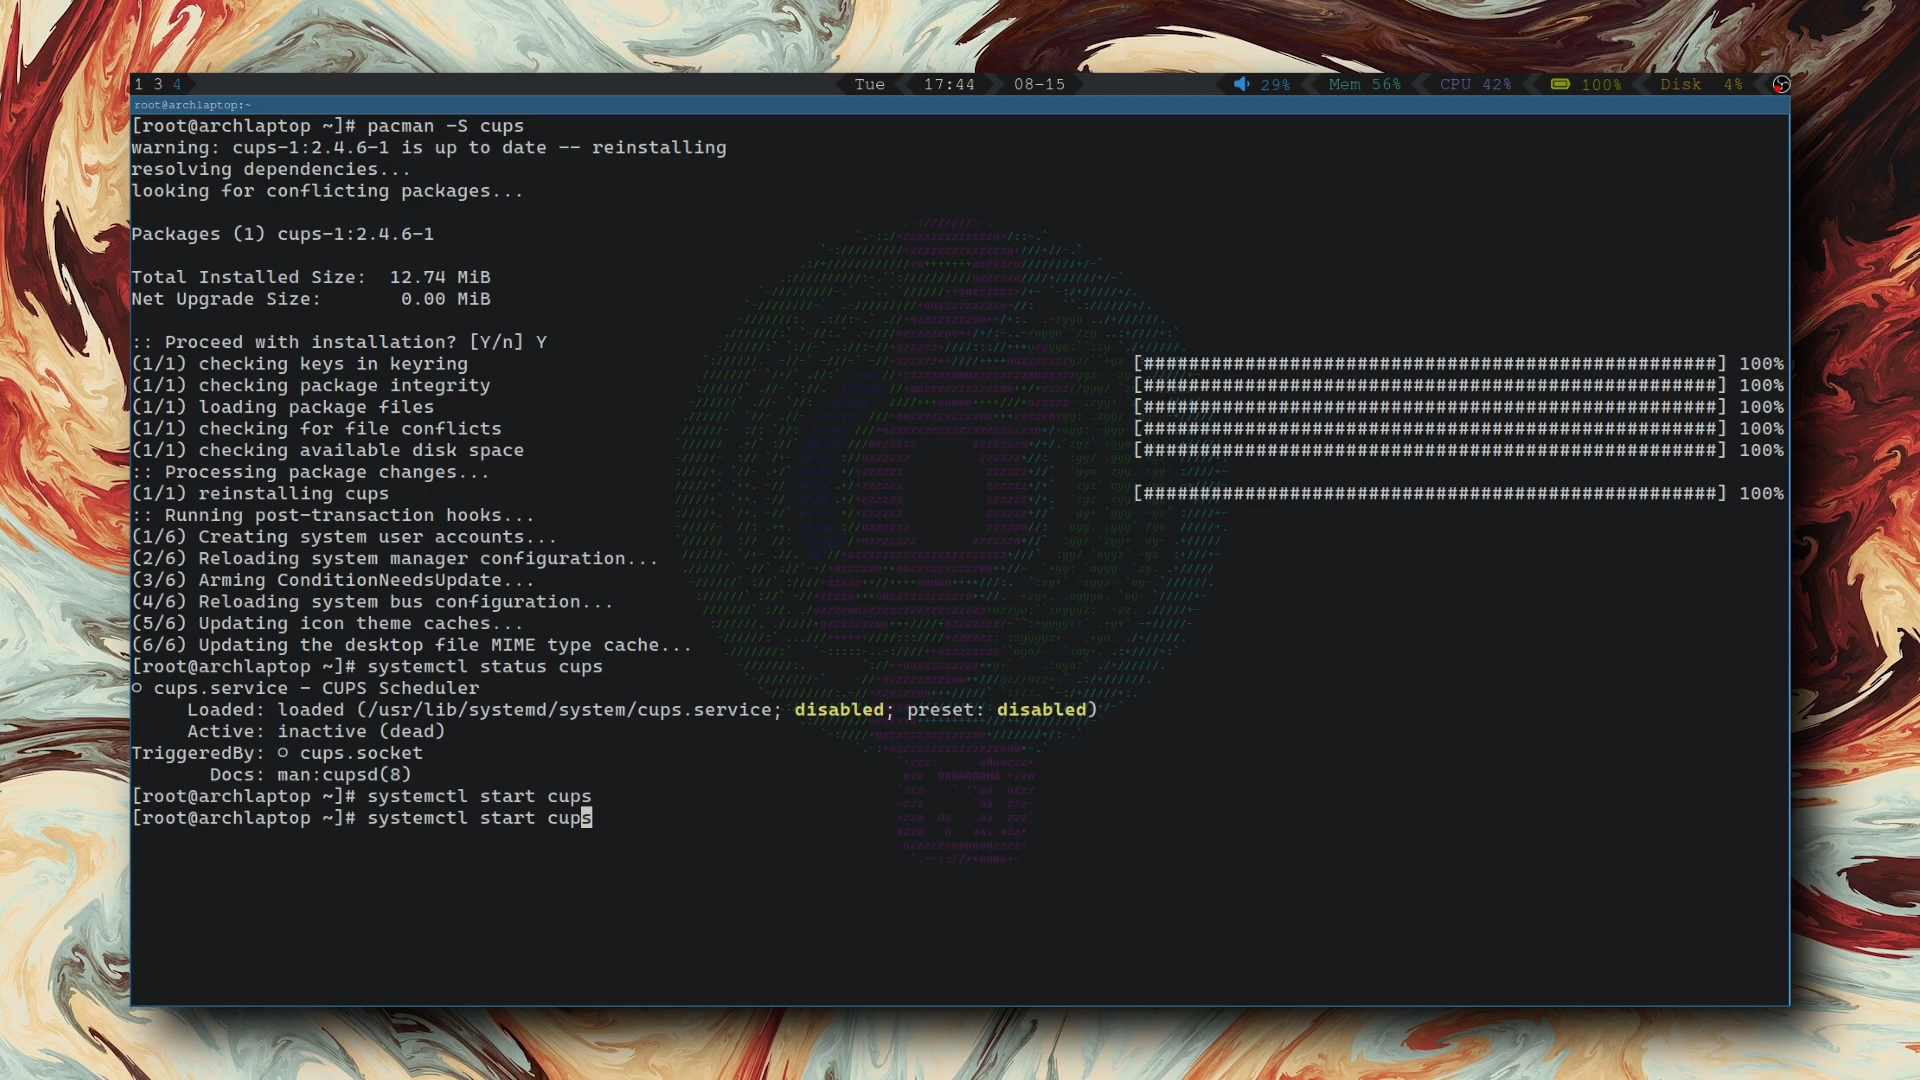 1 3 4
Tue 17:44 08-15
29% Mem 56% CPU 42% 100% Disk 4%
root@archlaptop:~
[root@archlaptop ~]# pacman -S cups
warning: cups-1:2.4.6-1 is up to date -- reinstalling
resolving dependencies...
looking for conflicting packages...
Packages (1) cups-1:2.4.6-1
Total Installed Size:  12.74 MiB
Net Upgrade Size:       0.00 MiB
:: Proceed with installation? [Y/n] Y
(1/1) checking keys in keyring [###################################################] 100%
(1/1) checking package integrity [###################################################] 100%
(1/1) loading package files [###################################################] 100%
(1/1) checking for file conflicts [###################################################] 100%
(1/1) checking available disk space [###################################################] 100%
:: Processing package changes...
(1/1) reinstalling cups [###################################################] 100%
:: Running post-transaction hooks...
(1/6) Creating system user accounts...
(2/6) Reloading system manager configuration...
(3/6) Arming ConditionNeedsUpdate...
(4/6) Reloading system bus configuration...
(5/6) Updating icon theme caches...
(6/6) Updating the desktop file MIME type cache...
[root@archlaptop ~]# systemctl status cups
○ cups.service - CUPS Scheduler
     Loaded: loaded (/usr/lib/systemd/system/cups.service; disabled; preset: disabled)
     Active: inactive (dead)
TriggeredBy: ○ cups.socket
       Docs: man:cupsd(8)
[root@archlaptop ~]# systemctl start cups
[root@archlaptop ~]# systemctl start cups